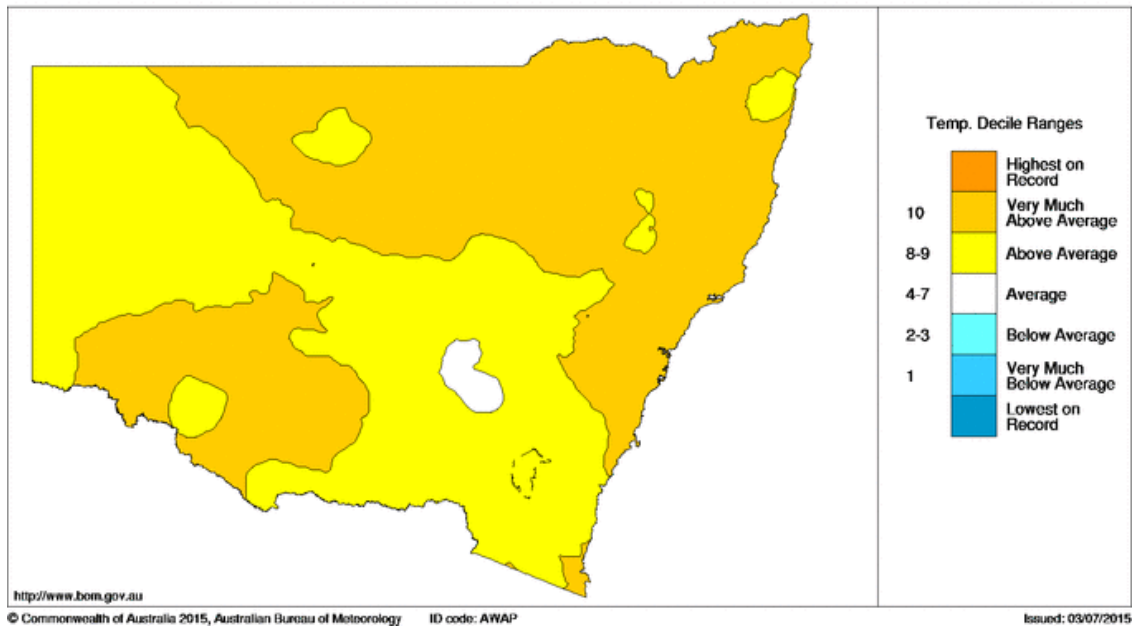 Temp. Decile Ranges
Highest on
Record
10
Very Much
Above Average
8-9
Above Average
4-7
Average
2-3
Below Average
1
Very Much
Below Average
Lowest on
Record
http://www.bom.gov.au
© Commonwealth of Australia 2015, Australian Bureau of Meteorology ID code: AWAP Issued: 03/07/2015